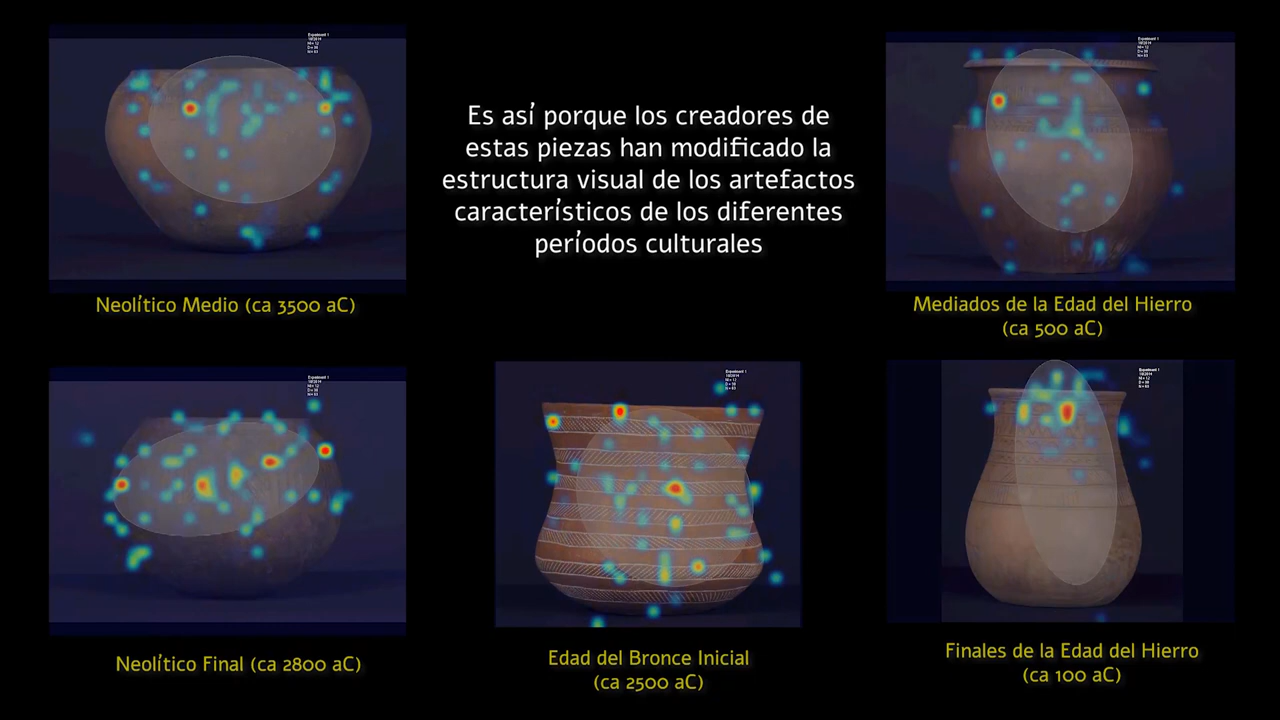 Es así porque los creadores de
estas piezas han modificado la
estructura visual de los artefactos
característicos de los diferentes
períodos culturales
Neolítico Medio (ca 3500 aC)
Mediados de la Edad del Hierro
(ca 500 aC)
Neolítico Final (ca 2800 aC)
Edad del Bronce Inicial
(ca 2500 aC)
Finales de la Edad del Hierro
(ca 100 aC)